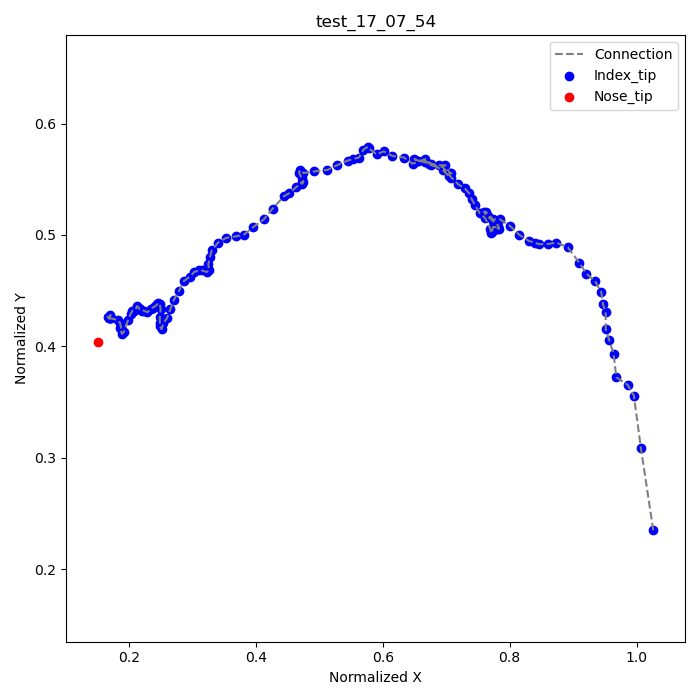 test_17_07_54
Connection
Index_tip
Nose_tip
0.6
0.5
0.4
0.3
0.2
Normalized Y
0.2
0.4
0.6
0.8
1.0
Normalized X